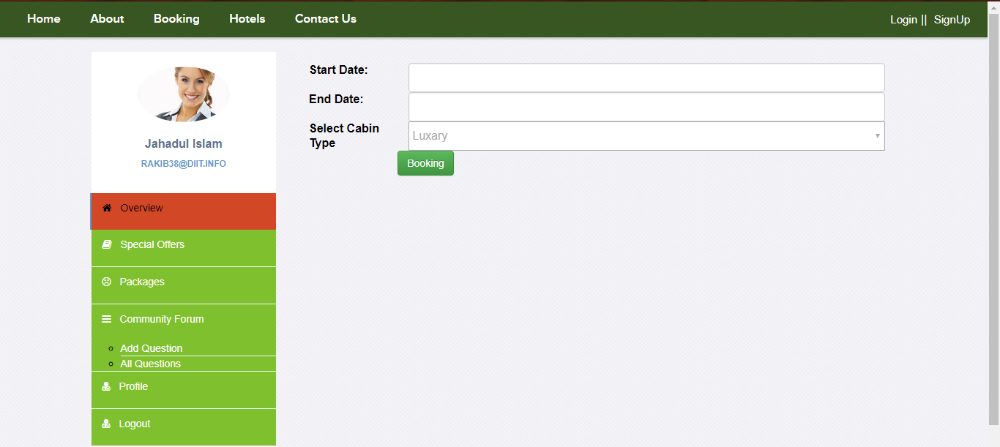 Home About Booking Hotels Contact Us Login || SignUp
Jahadul Islam
RAKIB38@DIIT.INFO
Overview
Special Offers
Packages
Community Forum
Add Question
All Questions
Profile
Logout
Start Date:
End Date:
Select Cabin
Type
Luxary
Booking